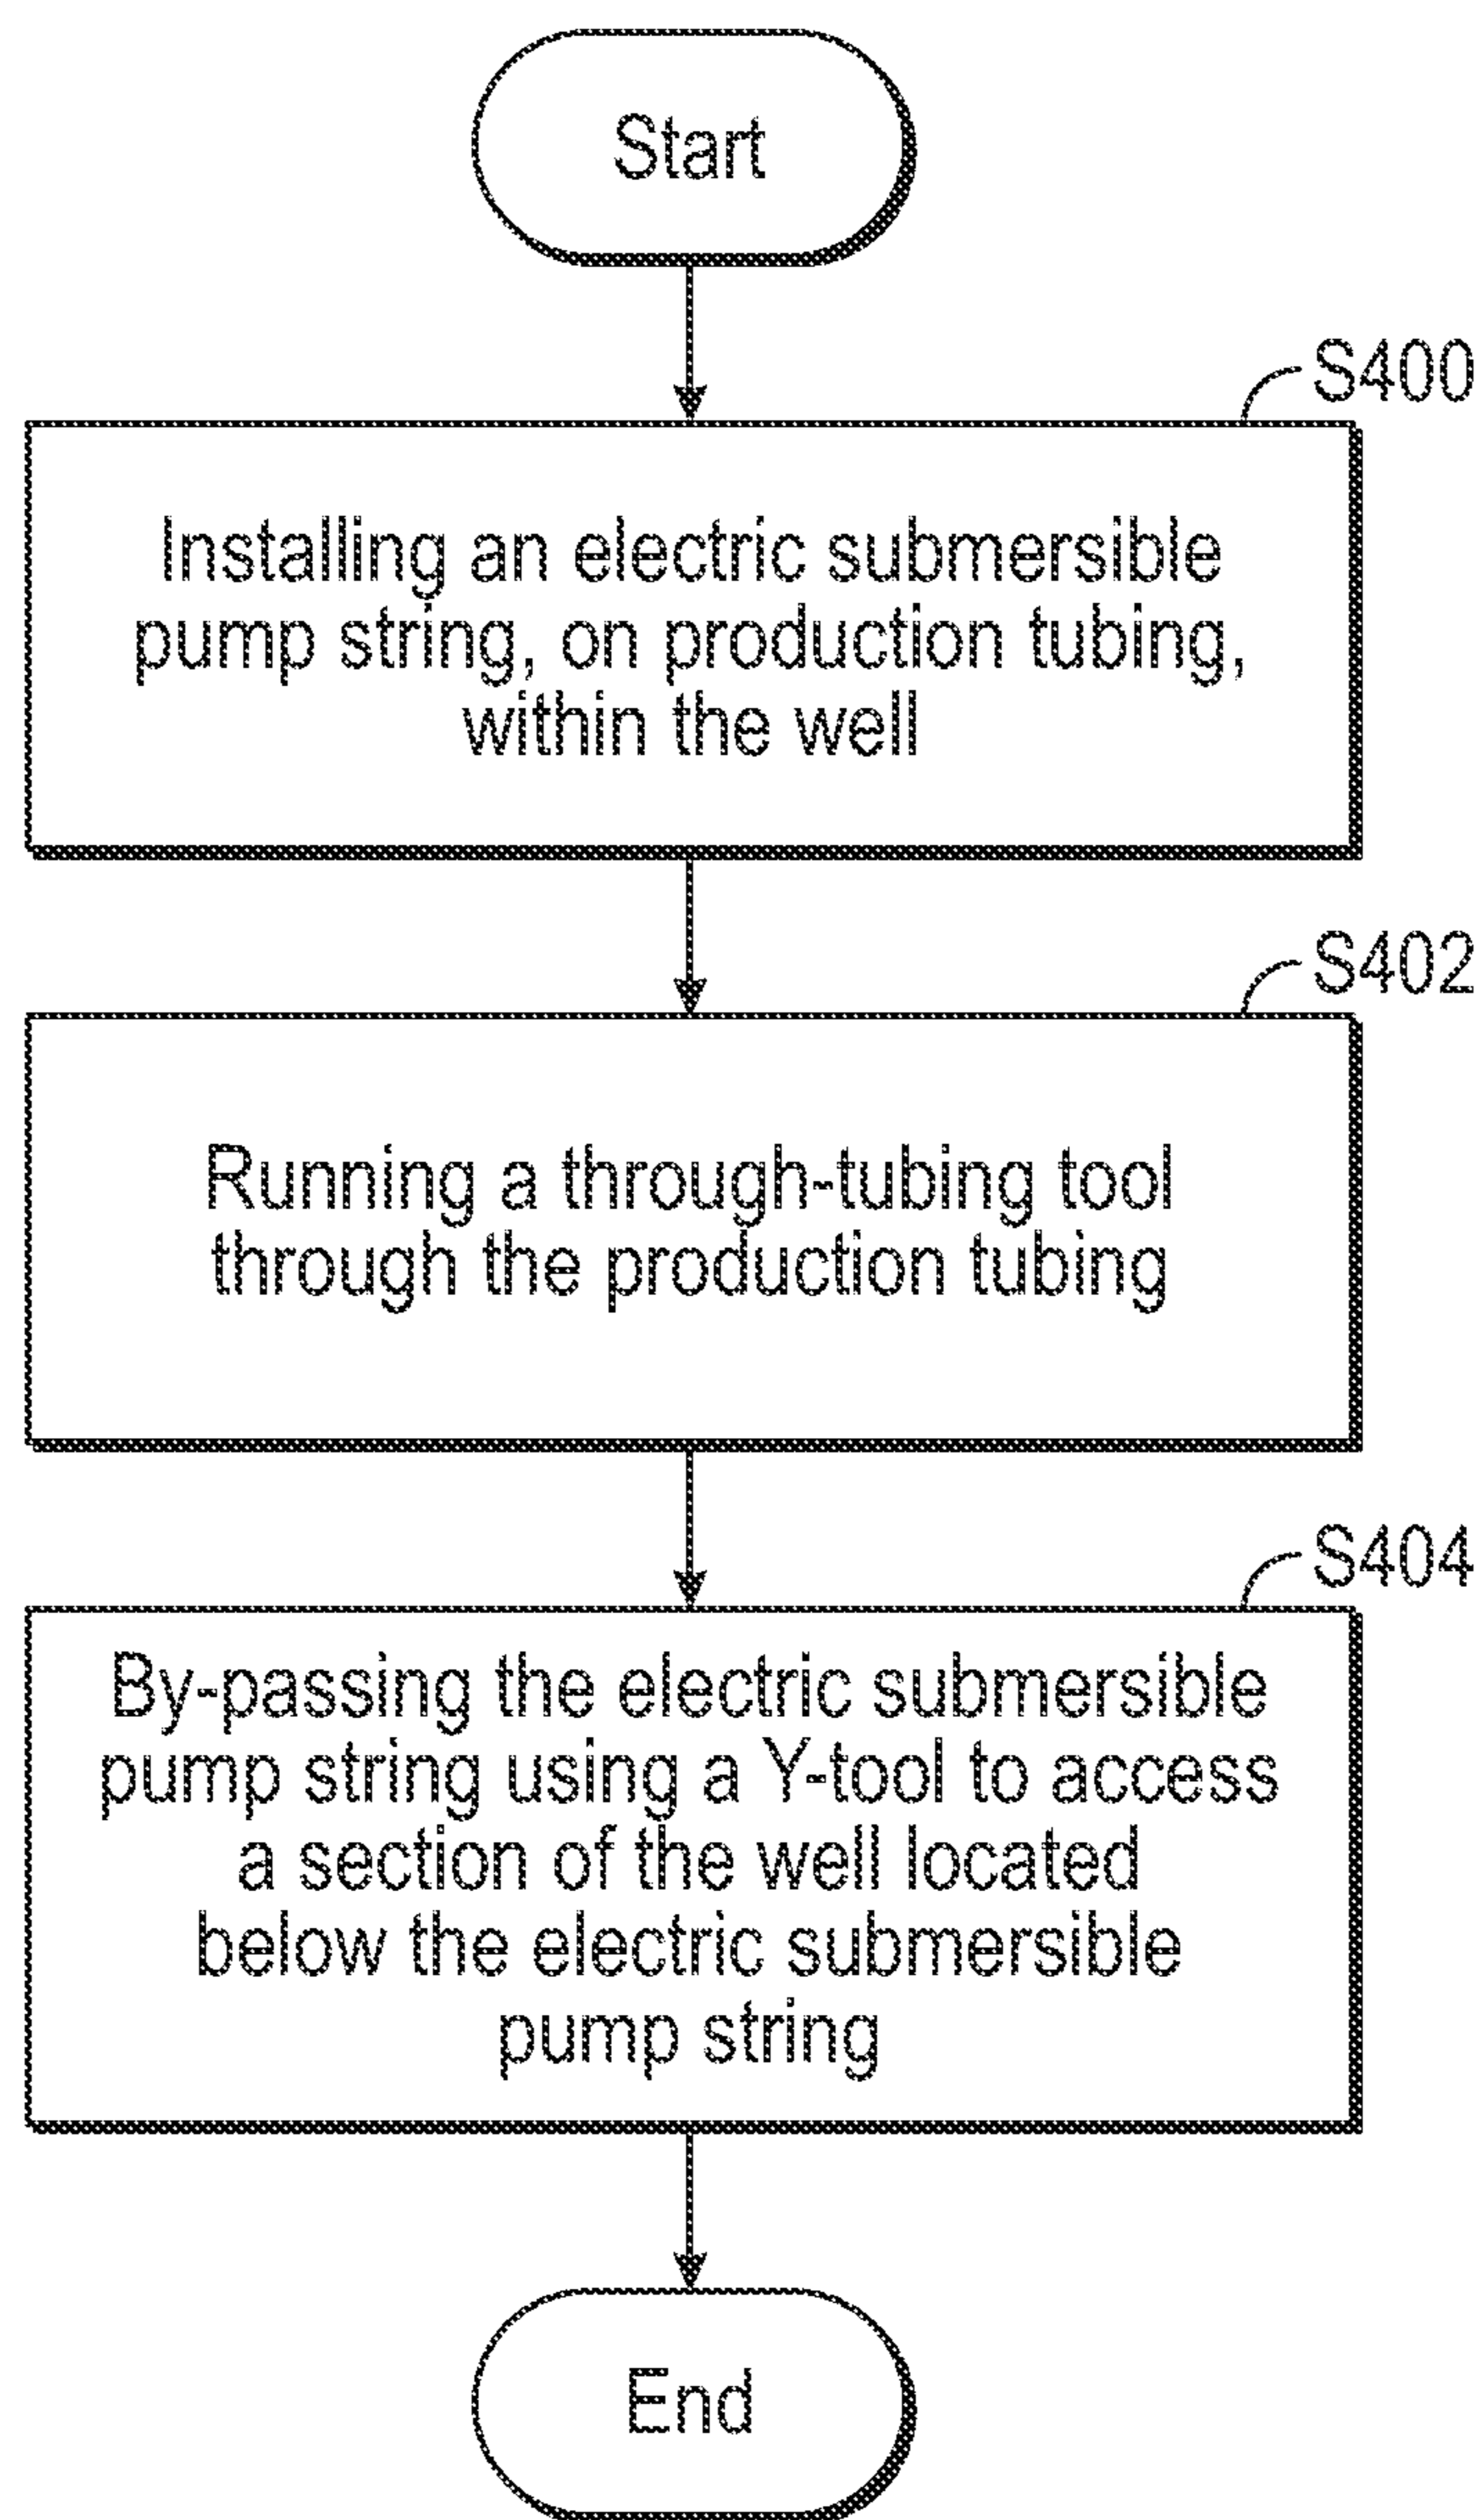 Start
S400
Installing an electric submersible
pump string, on production tubing,
within the well
S402
Running a through-tubing tool
through the production tubing
S404
By-passing the electric submersible
pump string using a Y-tool to access
a section of the well located
below the electric submersible
pump string
End